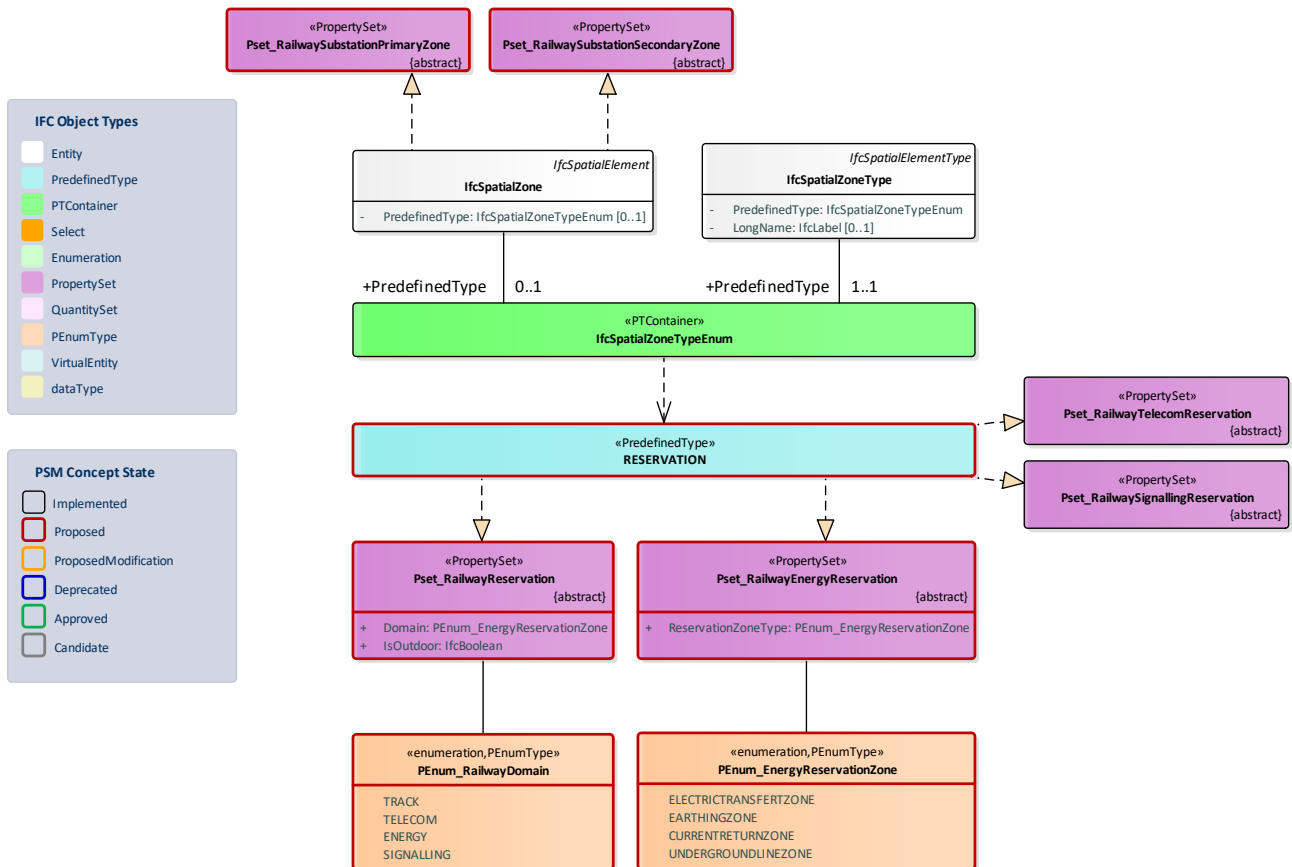 «PropertySet»
Pset_RailwaySubstationPrimaryZone
{abstract}
«PropertySet»
Pset_RailwaySubstationSecondaryZone
{abstract}
IFC Object Types
Entity
PredefinedType
PTContainer
Select
Enumeration
PropertySet
QuantitySet
PEnumType
VirtualEntity
dataType
IfcSpatialElement
IfcSpatialZone
- PredefinedType: IfcSpatialZoneTypeEnum [0..1]
IfcSpatialElementType
IfcSpatialZoneType
- PredefinedType: IfcSpatialZoneTypeEnum
- LongName: IfcLabel [0..1]
+PredefinedType 0..1
+PredefinedType 1..1
«PTContainer»
IfcSpatialZoneTypeEnum
«PredefinedType»
RESERVATION
«PropertySet»
Pset_RailwayTelecomReservation
{abstract}
«PropertySet»
Pset_RailwaySignallingReservation
{abstract}
PSM Concept State
Implemented
Proposed
ProposedModification
Deprecated
Approved
Candidate
«PropertySet»
Pset_RailwayReservation
{abstract}
+ Domain: PEnum_EnergyReservationZone
+ IsOutdoor: IfcBoolean
«PropertySet»
Pset_RailwayEnergyReservation
{abstract}
+ ReservationZoneType: PEnum_EnergyReservationZone
«enumeration,PEnumType»
PEnum_RailwayDomain
TRACK
TELECOM
ENERGY
SIGNALLING
«enumeration,PEnumType»
PEnum_EnergyReservationZone
ELECTRICTRANSFERTZONE
EARTHINGZONE
CURRENTRETURNZONE
UNDERGROUNDLINEZONE